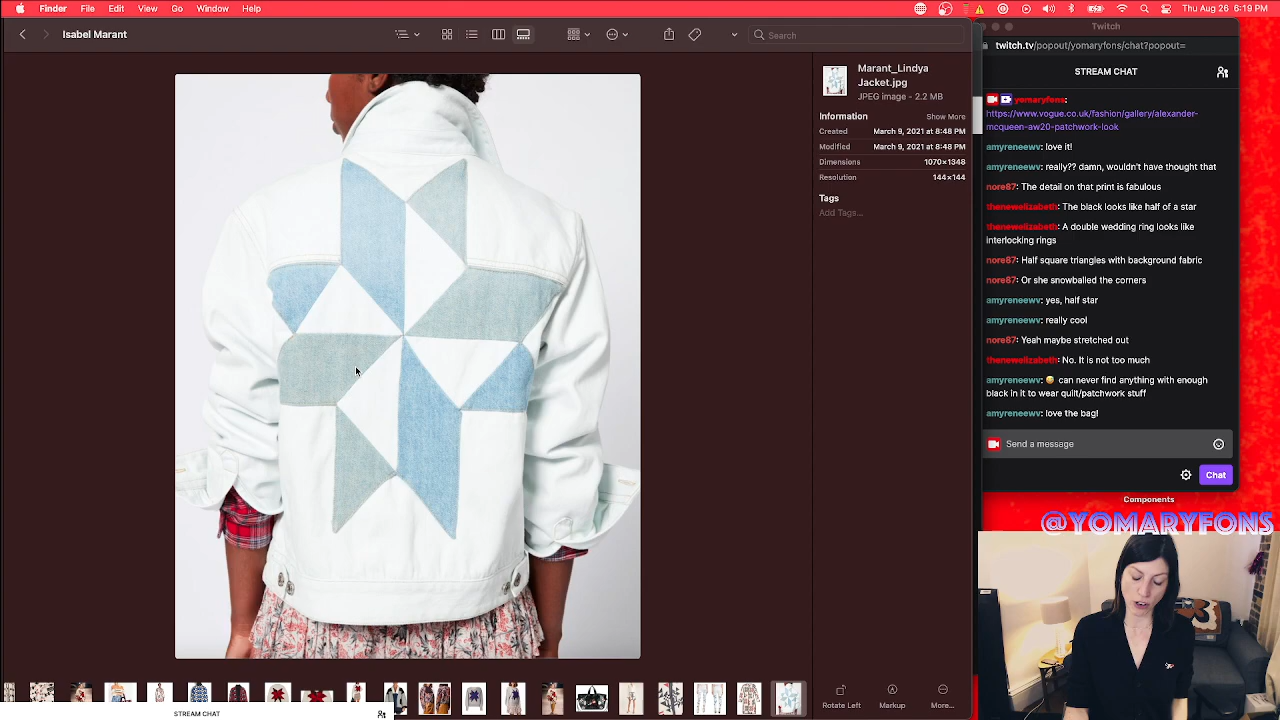 Finder File Edit View Go Window Help
Thu Aug 26 6:19 PM
Isabel Marant
Search
Marant_Lindya
Jacket.jpg
JPEG image - 2.2 MB
Information Show More
Created March 9, 2021 at 8:48 PM
Modified March 9, 2021 at 8:48 PM
Dimensions 1070×1348
Resolution 144×144
Tags
Add Tags...
Rotate Left Markup More...
STREAM CHAT
Twitch
twitch.tv/popout/yomaryfons/chat?popout=
STREAM CHAT
yomaryfons:
https://www.vogue.co.uk/fashion/gallery/alexander-
mcqueen-aw20-patchwork-look
amyreneewv: love it!
amyreneewv: really?? damn, wouldn't have thought that
nore87: The detail on that print is fabulous
thenewelizabeth: The black looks like half of a star
thenewelizabeth: A double wedding ring looks like
Interlocking rings
nore87: Half square triangles with background fabric
nore87: Or she snowballed the corners
amyreneewv: yes, half star
amyreneewv: really cool
nore87: Yeah maybe stretched out
thenewelizabeth: No. It is not too much
amyreneewv: can never find anything with enough
black in it to wear quilt/patchwork stuff
amyreneewv: love the bag!
Send a message
Chat
Components
@YOMARYFONS